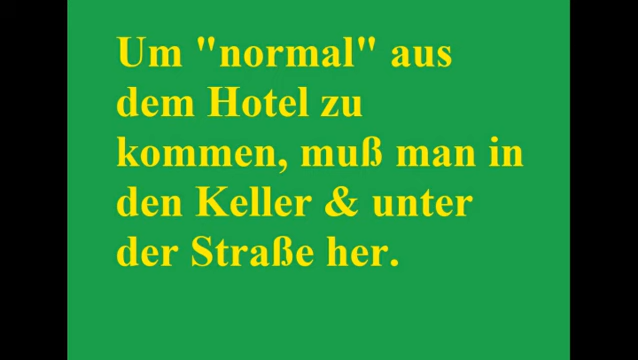 Um "normal" aus
dem Hotel zu
kommen, muß man in
den Keller & unter
der Straße her.